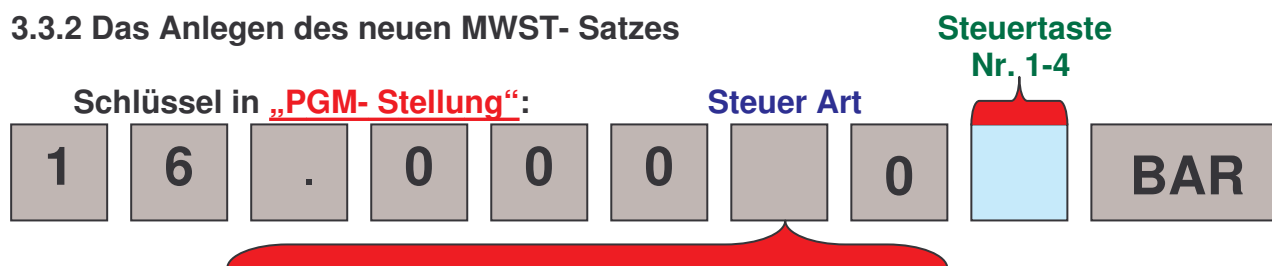 3.3.2 Das Anlegen des neuen MWST- Satzes
Steuertaste
Nr. 1-4
Schlüssel in „PGM- Stellung“:
Steuer Art
1 6 . 0 0 0 0 BAR